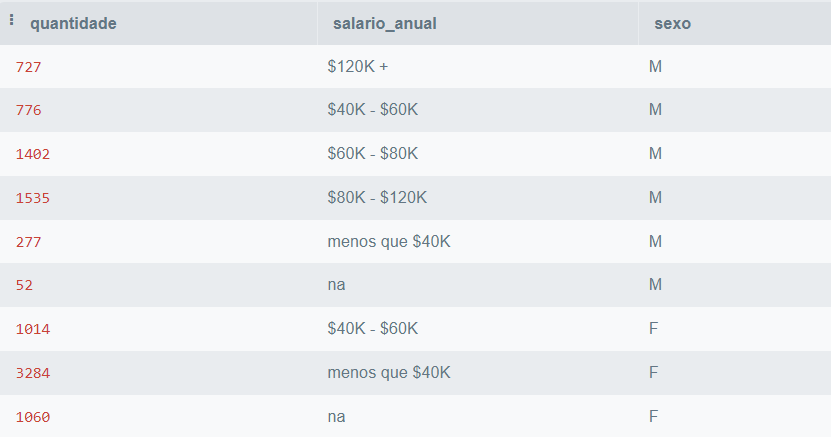 quantidade salario_anual sexo
727 $120K + M
776 $40K - $60K M
1402 $60K - $80K M
1535 $80K - $120K M
277 menos que $40K M
52 na M
1014 $40K - $60K F
3284 menos que $40K F
1060 na F